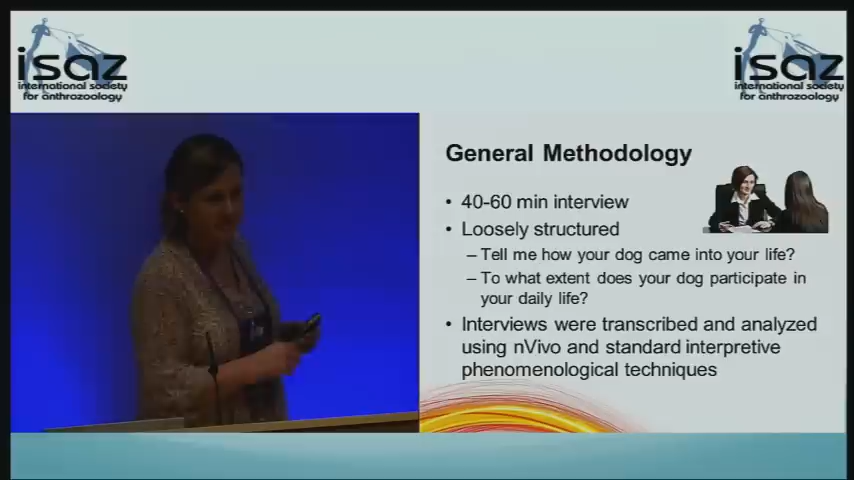 isaz
international society
for anthrozoology
isaz
international society
for anthrozoology
General Methodology
• 40-60 min interview
• Loosely structured
– Tell me how your dog came into your life?
– To what extent does your dog participate in
your daily life?
• Interviews were transcribed and analyzed
using nVivo and standard interpretive
phenomenological techniques